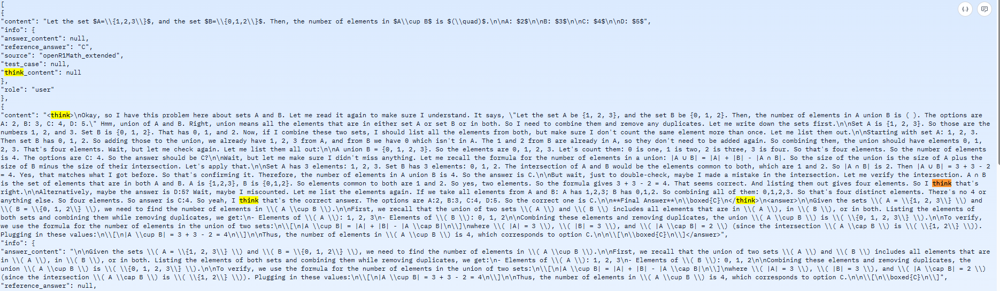 [
{
"content": "Let the set $A=\\{1,2,3\\}$, and the set $B=\\{0,1,2\\}$. Then, the number of elements in $A\\cup B$ is $(\\quad)$.\n\nA: $2$\n\nB: $3$\n\nC: $4$\n\nD: $5$",
"info": {
"answer_content": null,
"reference_answer": "C",
"source": "openR1Math_extended",
"test_case": null,
"think_content": null
},
"role": "user"
},
{
"content": "<think>\nOkay, so I have this problem here about sets A and B. Let me read it again to make sure I understand. It says, \"Let the set A be {1, 2, 3}, and the set B be {0, 1, 2}. Then, the number of elements in A union B is ( ). The options are
A: 2, B: 3, C: 4, D: 5.\" Hmm, union of A and B. Right, union means all the elements that are in either set A or set B or in both. So I need to combine them and remove any duplicates. Let me write down the sets first.\n\nSet A is {1, 2, 3}. So those are the
numbers 1, 2, and 3. Set B is {0, 1, 2}. That has 0, 1, and 2. Now, if I combine these two sets, I should list all the elements from both, but make sure I don't count the same element more than once. Let me list them out.\n\nStarting with set A: 1, 2, 3.
Then set B has 0, 1, 2. So adding those to the union, we already have 1, 2, 3 from A, and from B we have 0 which isn't in A. The 1 and 2 from B are already in A, so they don't need to be added again. So combining them, the union should have elements 0, 1,
2, 3. That's four elements. Wait, but let me check again. Let me list them all out:\n\nA union B = {0, 1, 2, 3}. So the elements are 0, 1, 2, 3. Let's count them: 0 is one, 1 is two, 2 is three, 3 is four. So that's four elements. So the number of elements
is 4. The options are C: 4. So the answer should be C?\n\nWait, but let me make sure I didn't miss anything. Let me recall the formula for the number of elements in a union: |A ∪ B| = |A| + |B| - |A ∩ B|. So the size of the union is the size of A plus the
size of B minus the size of their intersection. Let's apply that.\n\nSet A has 3 elements: 1, 2, 3. Set B has 3 elements: 0, 1, 2. The intersection of A and B would be the elements common to both, which are 1 and 2. So |A ∩ B| is 2. Then |A ∪ B| = 3 + 3 - 2
= 4. Yes, that matches what I got before. So that's confirming it. Therefore, the number of elements in A union B is 4. So the answer is C.\n\nBut wait, just to double-check, maybe I made a mistake in the intersection. Let me verify the intersection. A ∩ B
is the set of elements that are in both A and B. A is {1,2,3}, B is {0,1,2}. So elements common to both are 1 and 2. So yes, two elements. So the formula gives 3 + 3 - 2 = 4. That seems correct. And listing them out gives four elements. So I think that's
right.\n\nAlternatively, maybe the answer is D:5? Wait, maybe I miscounted. Let me list the elements again. If we take all elements from A and B: A has 1,2,3; B has 0,1,2. So combining all of them: 0,1,2,3. So that's four distinct elements. There's no 4 or
anything else. So four elements. So answer is C:4. So yeah, I think that's the correct answer. The options are A:2, B:3, C:4, D:5. So the correct one is C.\n\n**Final Answer**\n\\boxed{C}\n</think>\n<answer>\n\nGiven the sets \\( A = \\{1, 2, 3\\} \\) and
\\( B = \\{0, 1, 2\\} \\), we need to find the number of elements in \\( A \\cup B \\).\n\nFirst, we recall that the union of two sets \\( A \\) and \\( B \\) includes all elements that are in \\( A \\), in \\( B \\), or in both. Listing the elements of
both sets and combining them while removing duplicates, we get:\n- Elements of \\( A \\): 1, 2, 3\n- Elements of \\( B \\): 0, 1, 2\n\nCombining these elements and removing duplicates, the union \\( A \\cup B \\) is \\( \\{0, 1, 2, 3\\} \\).\n\nTo verify,
we use the formula for the number of elements in the union of two sets:\n\\[\n|A \\cup B| = |A| + |B| - |A \\cap B|\n\\]\nwhere \\( |A| = 3 \\), \\( |B| = 3 \\), and \\( |A \\cap B| = 2 \\) (since the intersection \\( A \\cap B \\) is \\( \\{1, 2\\} \\)).
Plugging in these values:\n\\[\n|A \\cup B| = 3 + 3 - 2 = 4\n\\]\n\nThus, the number of elements in \\( A \\cup B \\) is 4, which corresponds to option C.\n\n\\[\n\\boxed{C}\n\\]</answer>",
"info": {
"answer_content": "\n\nGiven the sets \\( A = \\{1, 2, 3\\} \\) and \\( B = \\{0, 1, 2\\} \\), we need to find the number of elements in \\( A \\cup B \\).\n\nFirst, we recall that the union of two sets \\( A \\) and \\( B \\) includes all elements that are
in \\( A \\), in \\( B \\), or in both. Listing the elements of both sets and combining them while removing duplicates, we get:\n- Elements of \\( A \\): 1, 2, 3\n- Elements of \\( B \\): 0, 1, 2\n\nCombining these elements and removing duplicates, the
union \\( A \\cup B \\) is \\( \\{0, 1, 2, 3\\} \\).\n\nTo verify, we use the formula for the number of elements in the union of two sets:\n\\[\n|A \\cup B| = |A| + |B| - |A \\cap B|\n\\]\nwhere \\( |A| = 3 \\), \\( |B| = 3 \\), and \\( |A \\cap B| = 2 \\)
(since the intersection \\( A \\cap B \\) is \\( \\{1, 2\\} \\)). Plugging in these values:\n\\[\n|A \\cup B| = 3 + 3 - 2 = 4\n\\]\n\nThus, the number of elements in \\( A \\cup B \\) is 4, which corresponds to option C.\n\n\\[\n\\boxed{C}\n\\]",
"reference_answer": null,